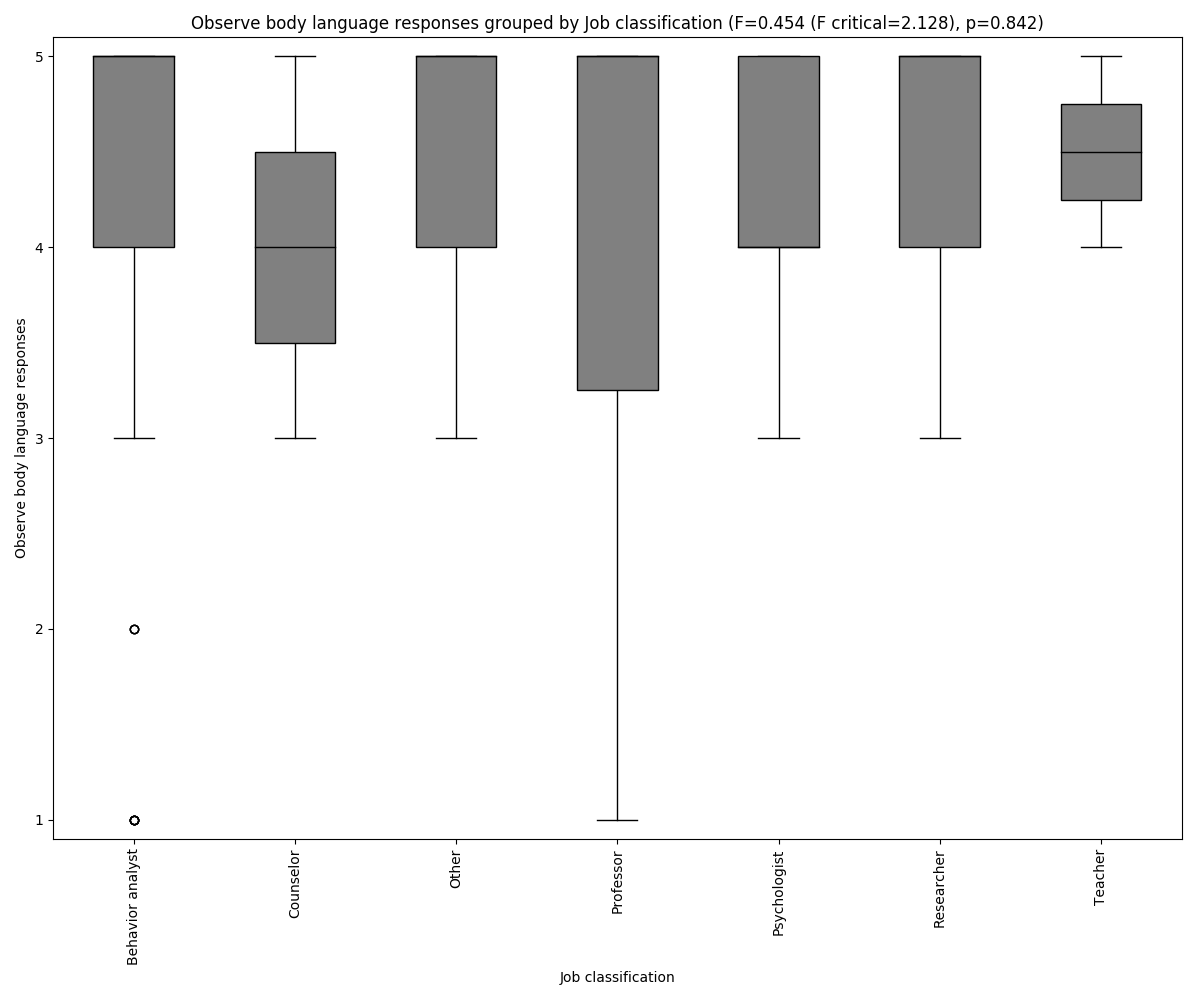 Observe body language responses grouped by Job classification (F=0.454 (F critical=2.128), p=0.842)
Observe body language responses
5
4
3
2
1
Behavior analyst
Counselor
Other
Professor
Psychologist
Researcher
Teacher
Job classification